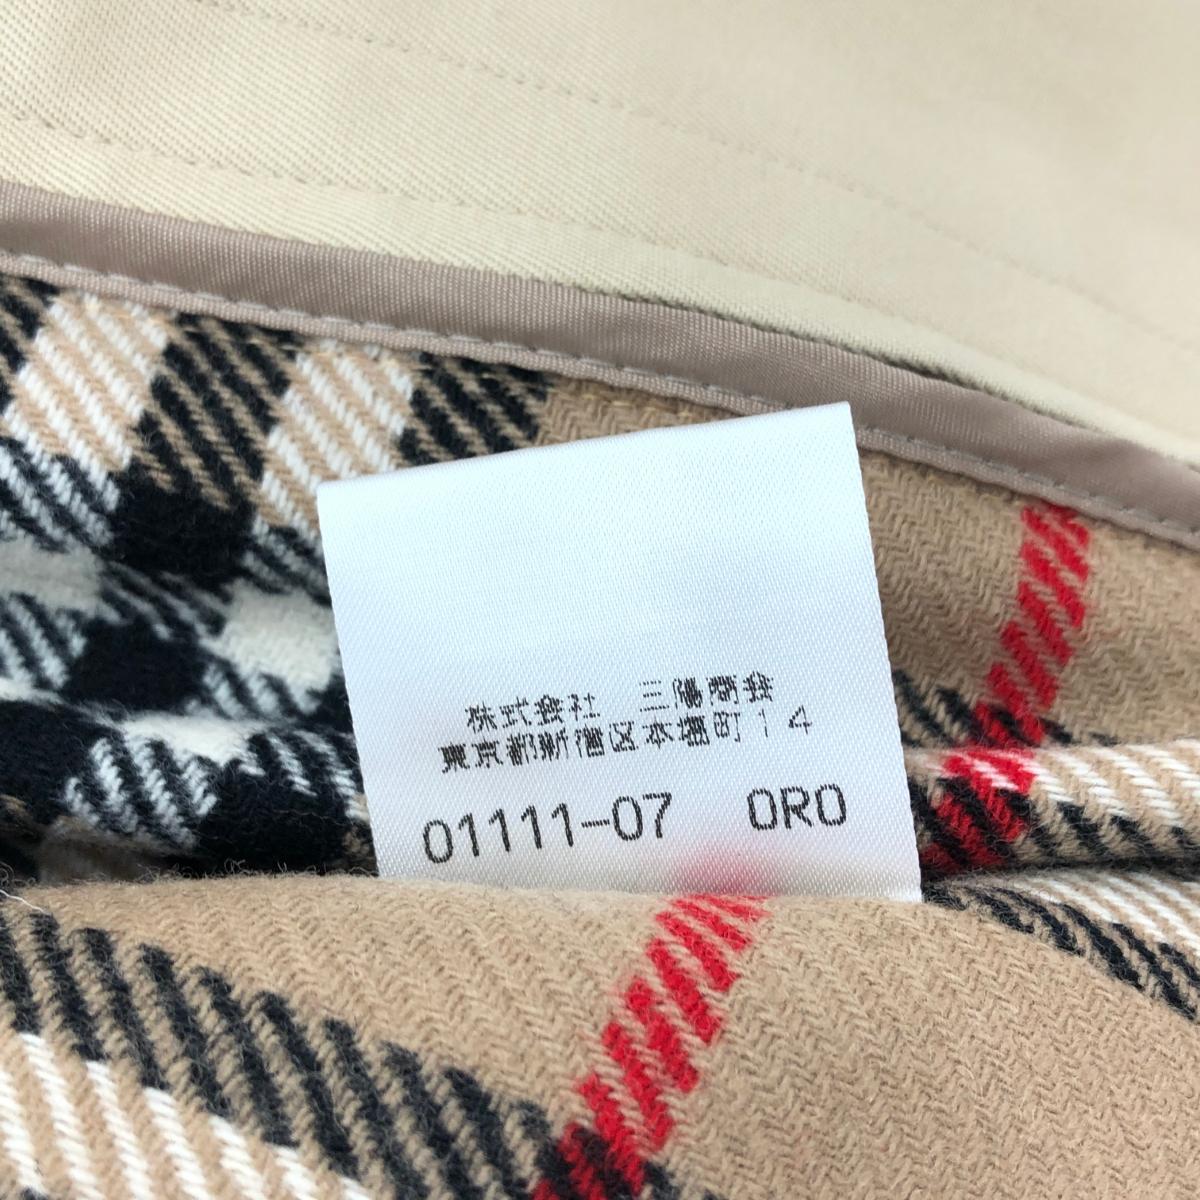 株式会社　三陽商会
東京都新宿区本塩町14
01111-07 0R0